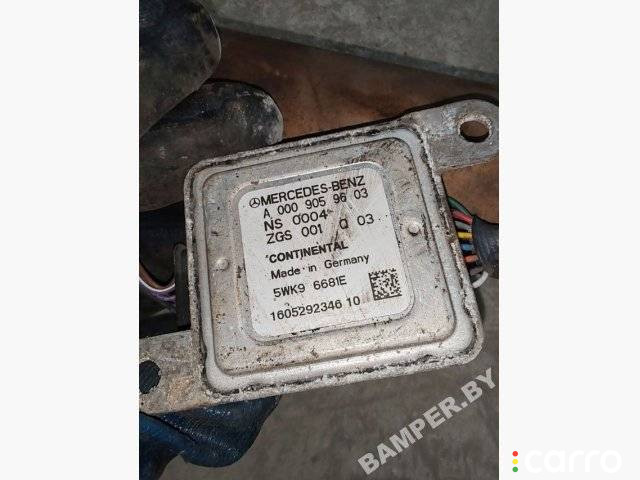 MERCEDES-BENZ
A 000 905 96 03
NS 0004
ZGS 001 Q 03
CONTINENTAL
Made in Germany
5WK9 6681E
1605292346 10
BAMPER.BY
carro